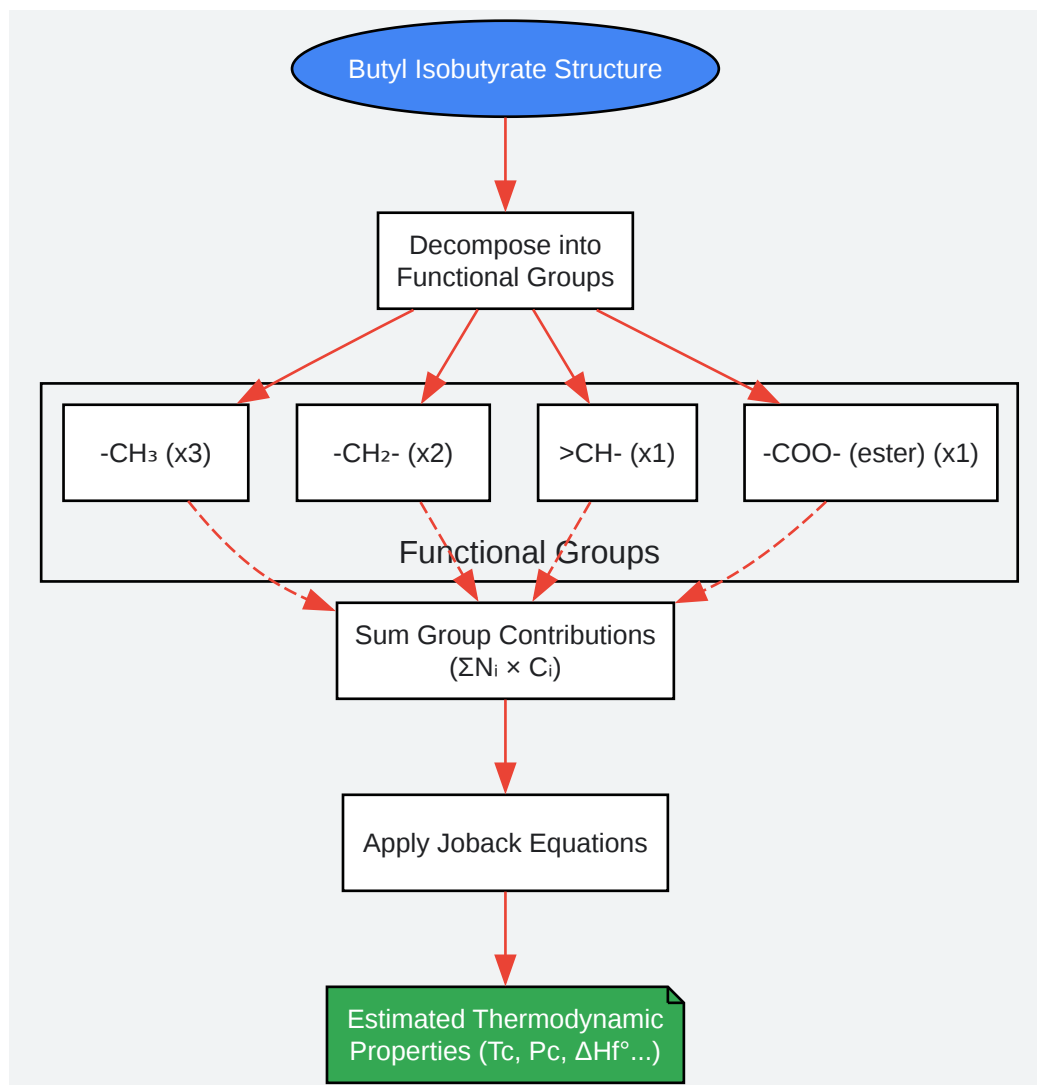 Butyl Isobutyrate Structure
Decompose into
Functional Groups
-CH₃ (x3)
-CH₂- (x2)
>CH- (x1)
-COO- (ester) (x1)
Functional Groups
Sum Group Contributions
(ΣNᵢ × Cᵢ)
Apply Joback Equations
Estimated Thermodynamic
Properties (Tc, Pc, ΔHf°...)